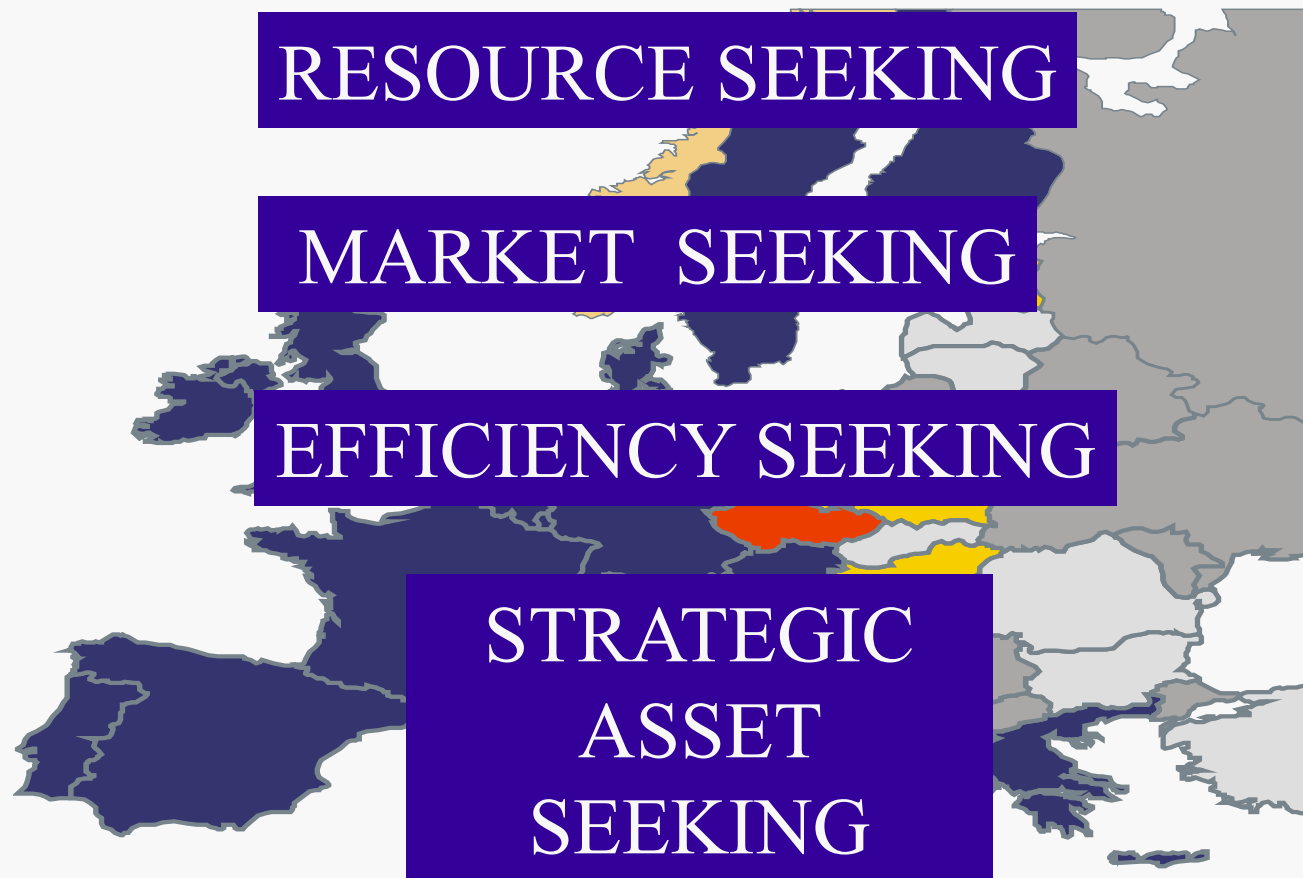 RESOURCE SEEKING
MARKET SEEKING
EFFICIENCY SEEKING
STRATEGIC
ASSET
SEEKING